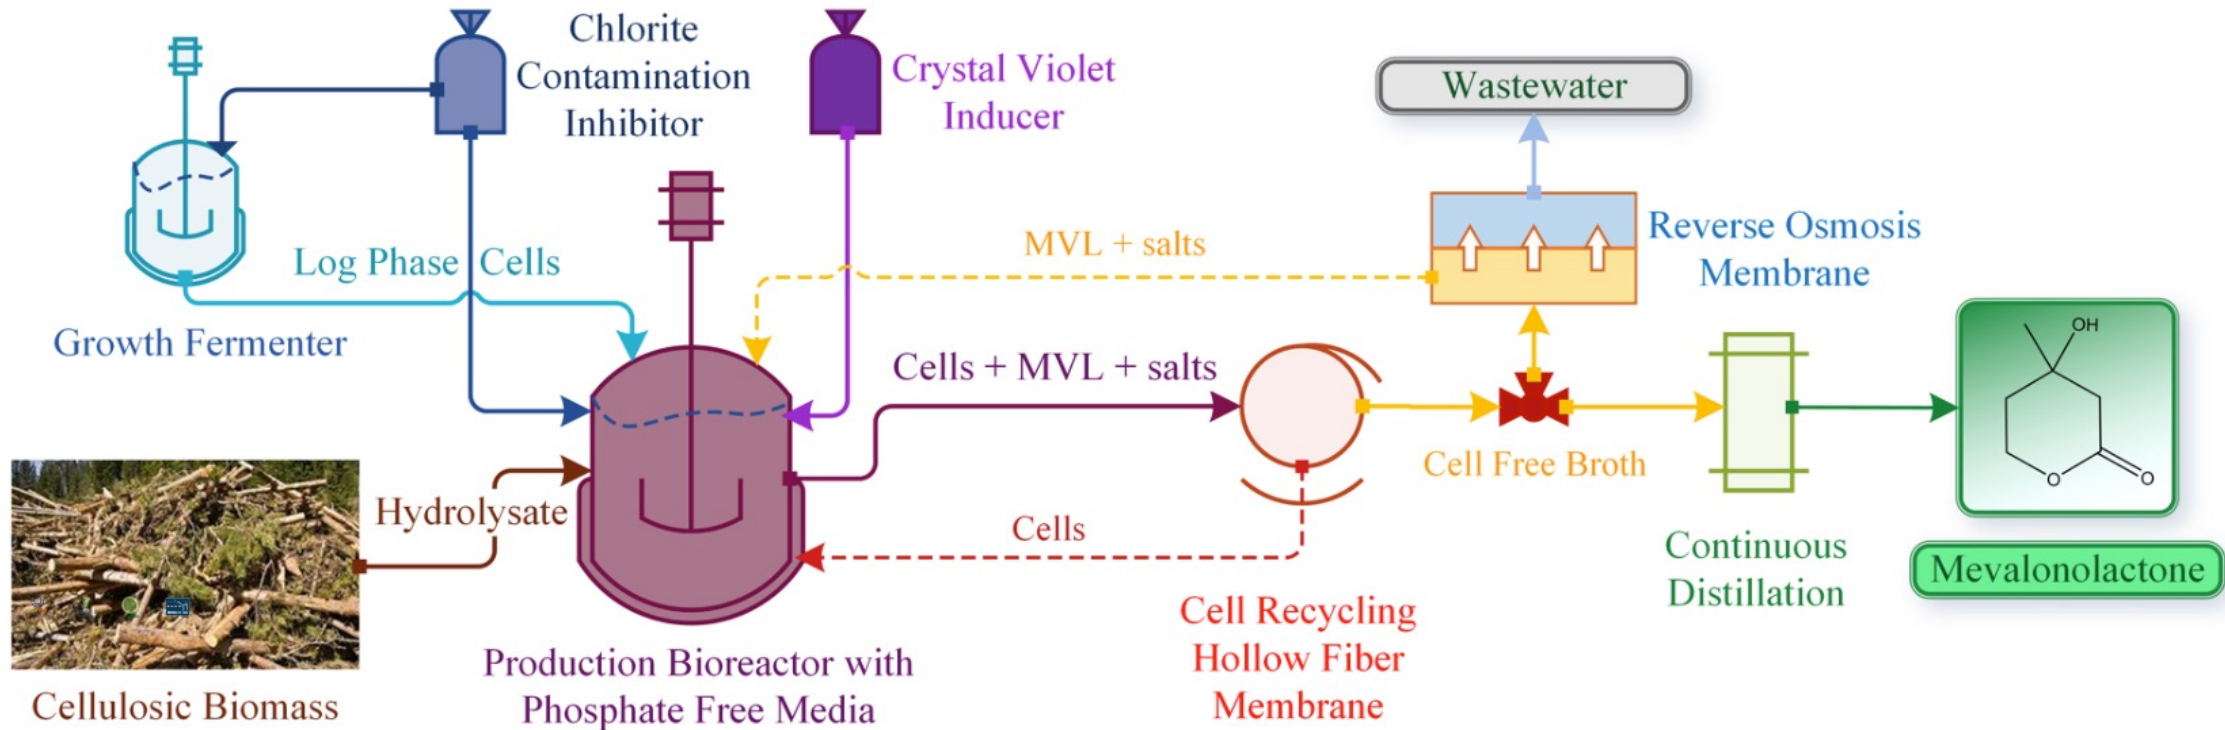 Chlorite
Contamination
Inhibitor
Crystal Violet
Inducer
Wastewater
Reverse Osmosis
Membrane
MVL + salts
Log Phase Cells
Growth Fermenter
Cells + MVL + salts
Cell Free Broth
OH
O
O
Hydrolysate
Cells
Continuous
Distillation
Mevalonolactone
Cell Recycling
Hollow Fiber
Membrane
Production Bioreactor with
Phosphate Free Media
Cellulosic Biomass